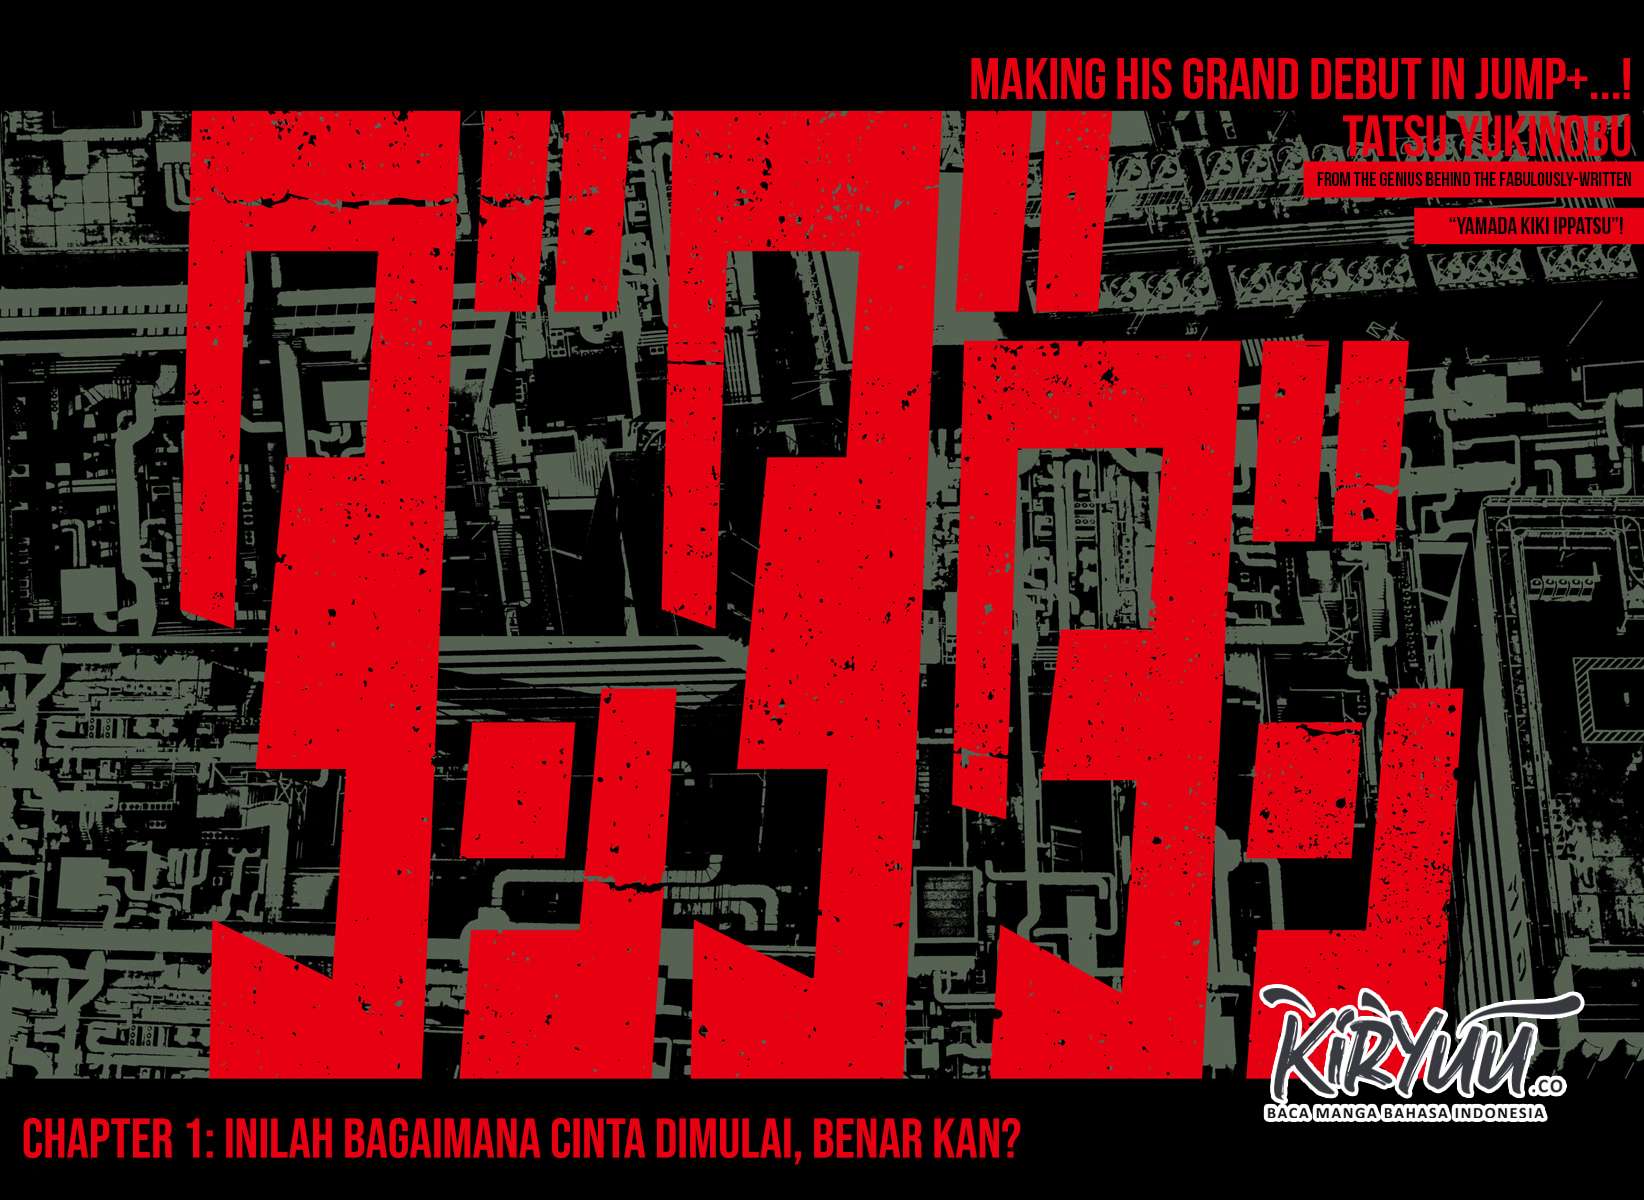 MAKING HIS GRAND DEBUT IN JUMP+...!
TATSU YUKINOBU
FROM THE GENIUS BEHIND THE FABULOUSLY-WRITTEN
“YAMADA KIKI IPPATSU”!
ダンダダン
KIRYUU.CO
BACA MANGA BAHASA INDONESIA
CHAPTER 1: INILAH BAGAIMANA CINTA DIMULAI, BENAR KAN?